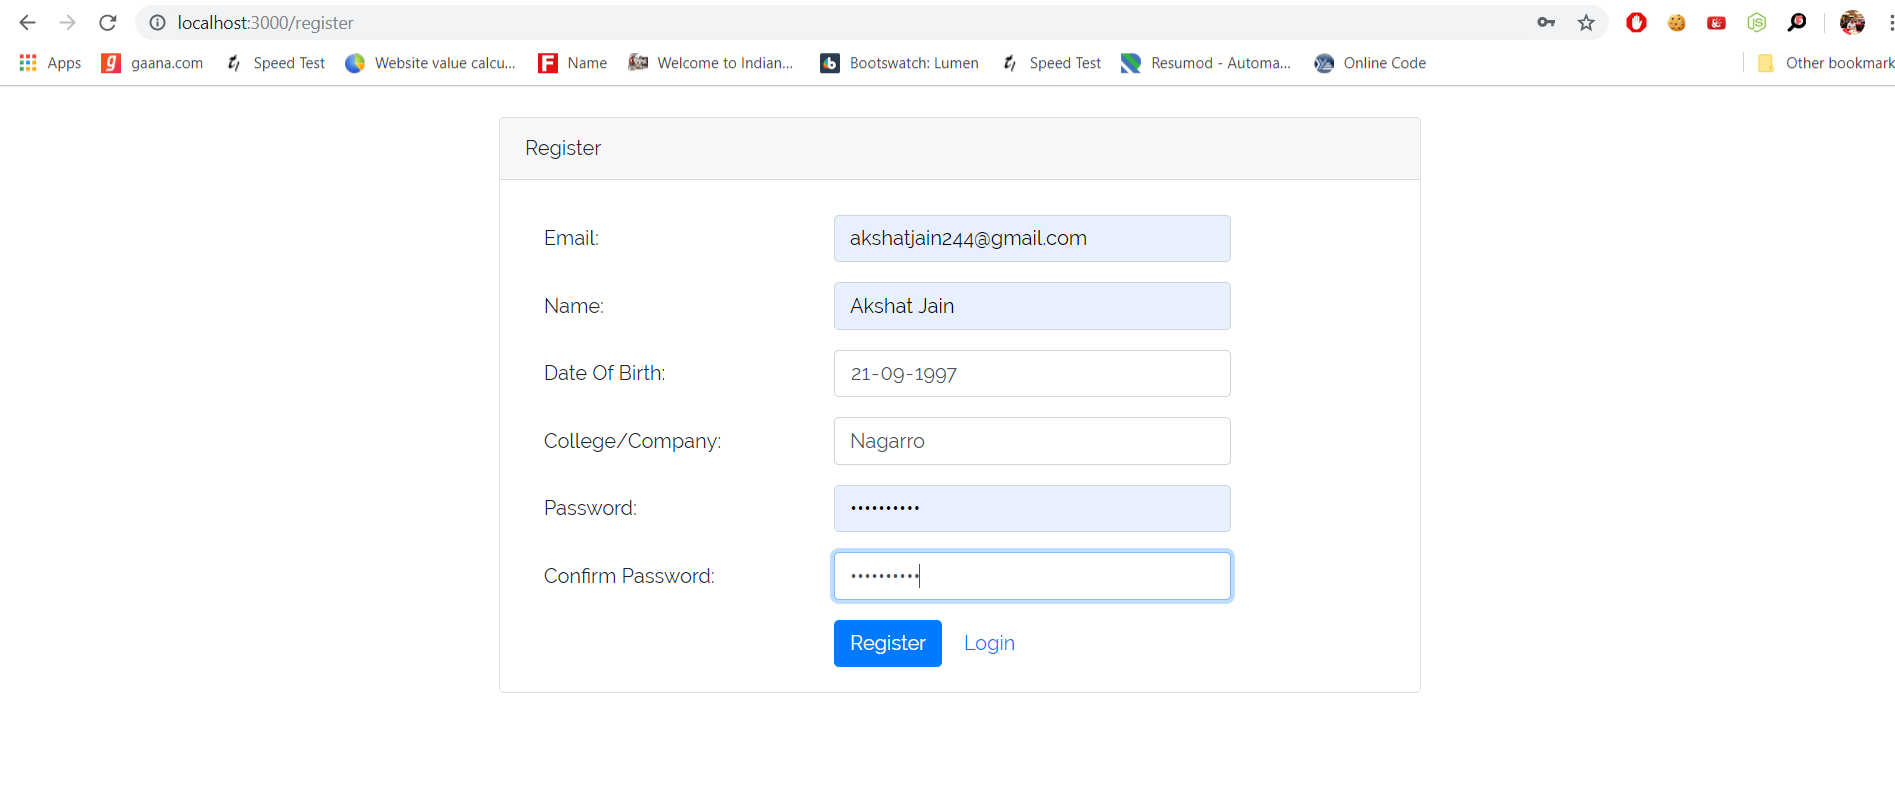 localhost:3000/register
Apps gaana.com Speed Test Website value calcu... Name Welcome to Indian... Bootswatch: Lumen Speed Test Resumod - Automa... Online Code Other bookmark
Register
Email: akshatjain244@gmail.com
Name: Akshat Jain
Date Of Birth: 21-09-1997
College/Company: Nagarro
Password: ••••••••••
Confirm Password: ••••••••••
Register Login